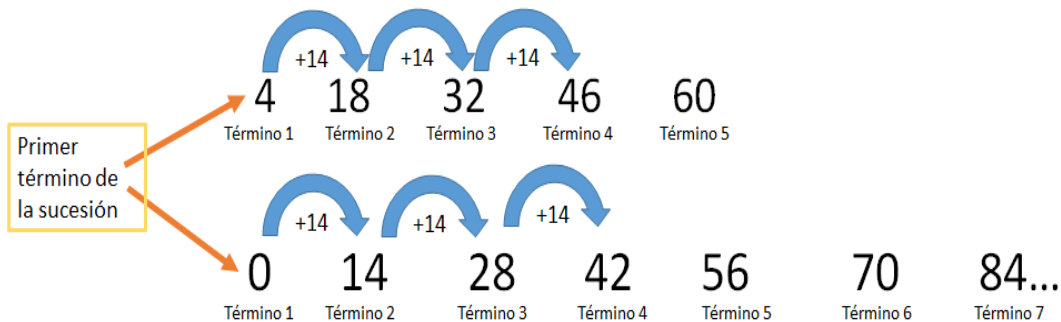 +14 +14 +14
4 18 32 46 60
Término 1 Término 2 Término 3 Término 4 Término 5
Primer
término de
la sucesión
+14 +14 +14
0 14 28 42 56 70 84...
Término 1 Término 2 Término 3 Término 4 Término 5 Término 6 Término 7